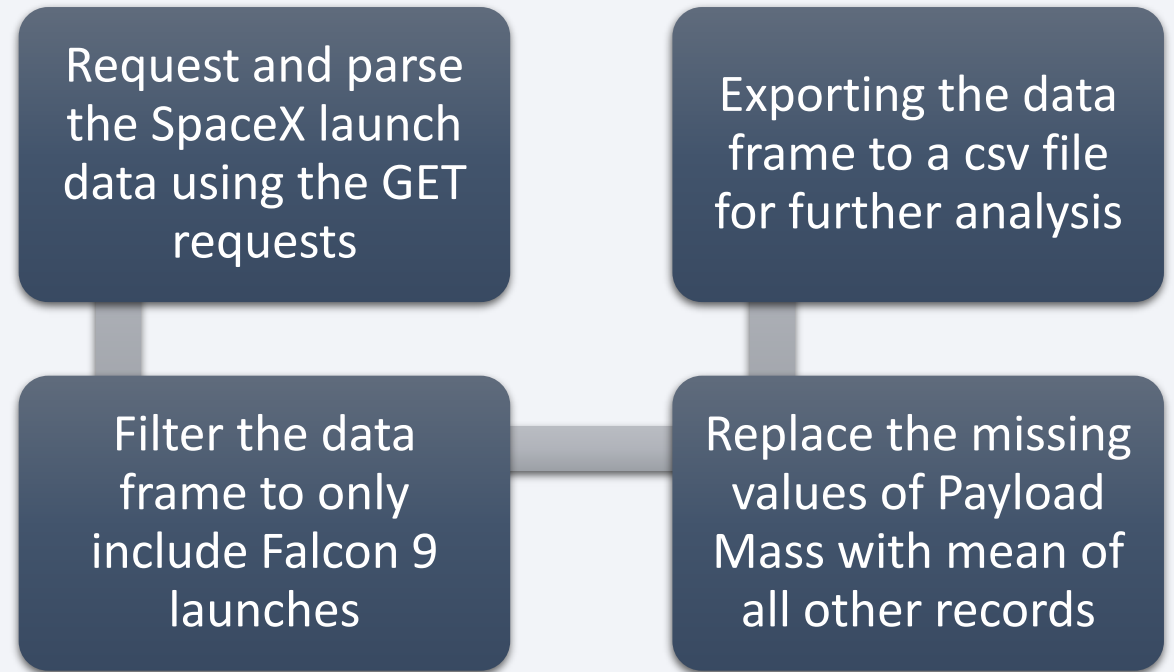 Request and parse
the SpaceX launch
data using the GET
requests
Filter the data
frame to only
include Falcon 9
launches
Replace the missing
values of Payload
Mass with mean of
all other records
Exporting the data
frame to a csv file
for further analysis